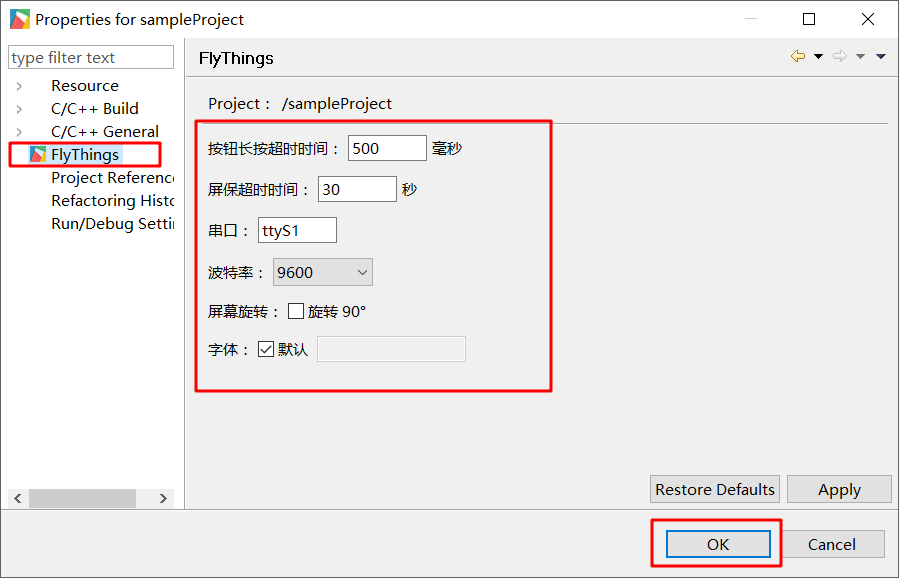 Properties for sampleProject
type filter text
Resource
C/C++ Build
C/C++ General
FlyThings
Project Referenc
Refactoring Histo
Run/Debug Settin
FlyThings
Project： /sampleProject
按钮长按超时时间： 500 毫秒
屏保超时时间： 30 秒
串口： ttyS1
波特率： 9600
屏幕旋转： 旋转 90°
字体： 默认
Restore Defaults Apply
OK Cancel